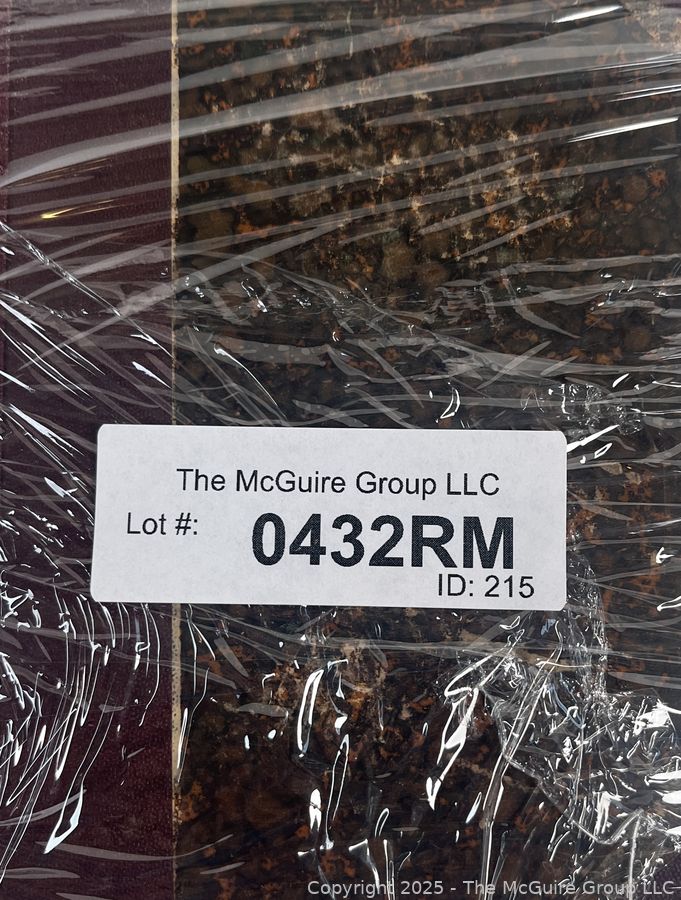 The McGuire Group LLC
Lot #:
0432RM
ID: 215
Copyright 2025 - The McGuire Group LLC